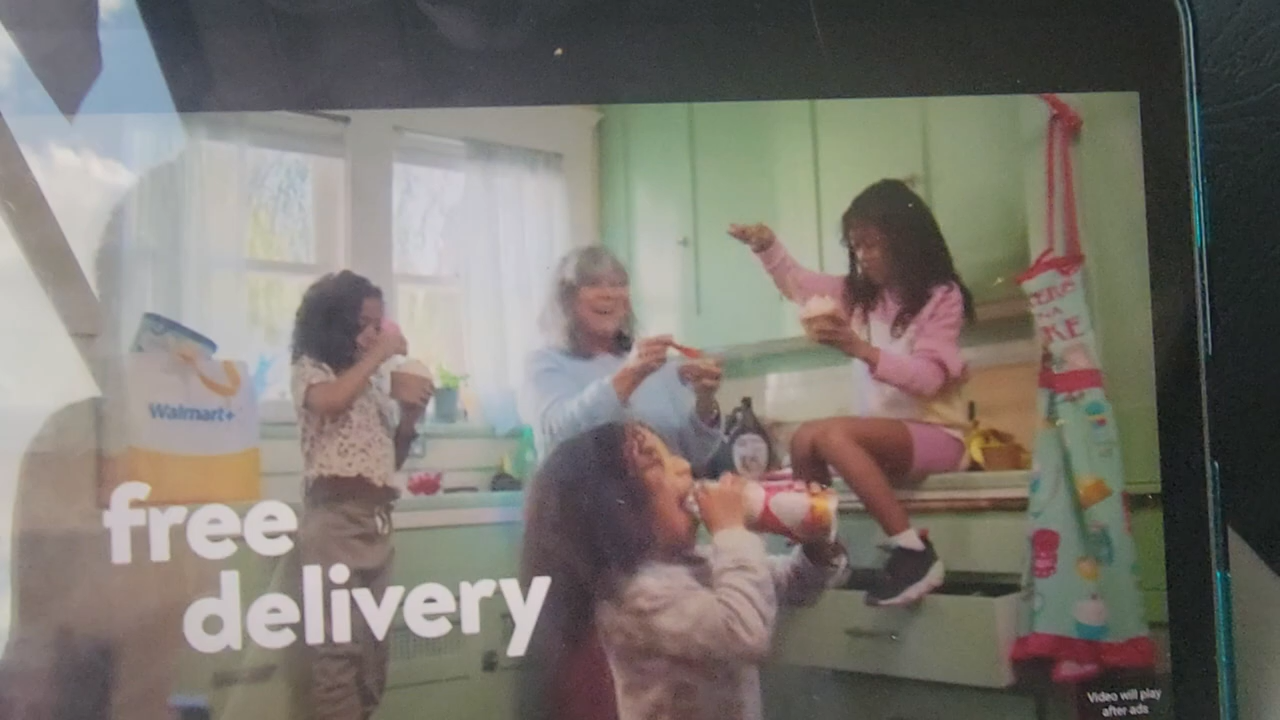 Walmart+
free
delivery
Video will play
after ads